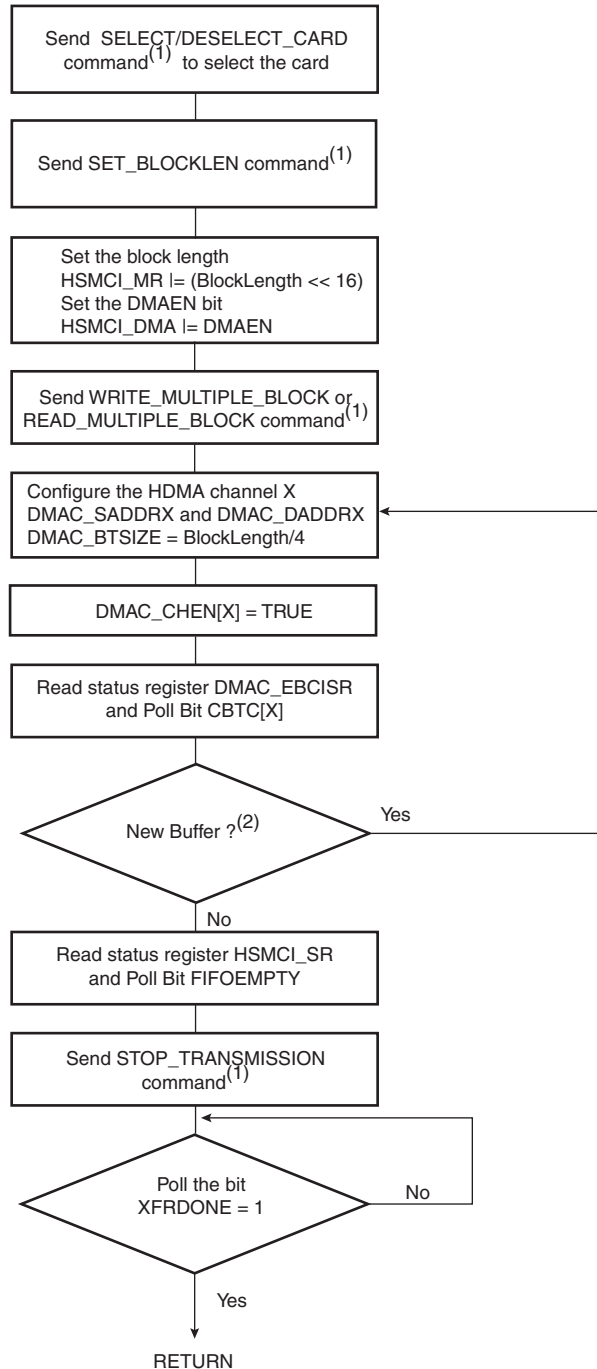 Send SELECT/DESELECT_CARD
command(1) to select the card
Send SET_BLOCKLEN command(1)
Set the block length
HSMCI_MR |= (BlockLength << 16)
Set the DMAEN bit
HSMCI_DMA |= DMAEN
Send WRITE_MULTIPLE_BLOCK or
READ_MULTIPLE_BLOCK command(1)
Configure the HDMA channel X
DMAC_SADDRX and DMAC_DADDRX
DMAC_BTSIZE = BlockLength/4
DMAC_CHEN[X] = TRUE
Read status register DMAC_EBCISR
and Poll Bit CBTC[X]
New Buffer ?(2)
Yes
No
Read status register HSMCI_SR
and Poll Bit FIFOEMPTY
Send STOP_TRANSMISSION
command(1)
Poll the bit
XFRDONE = 1
No
Yes
RETURN